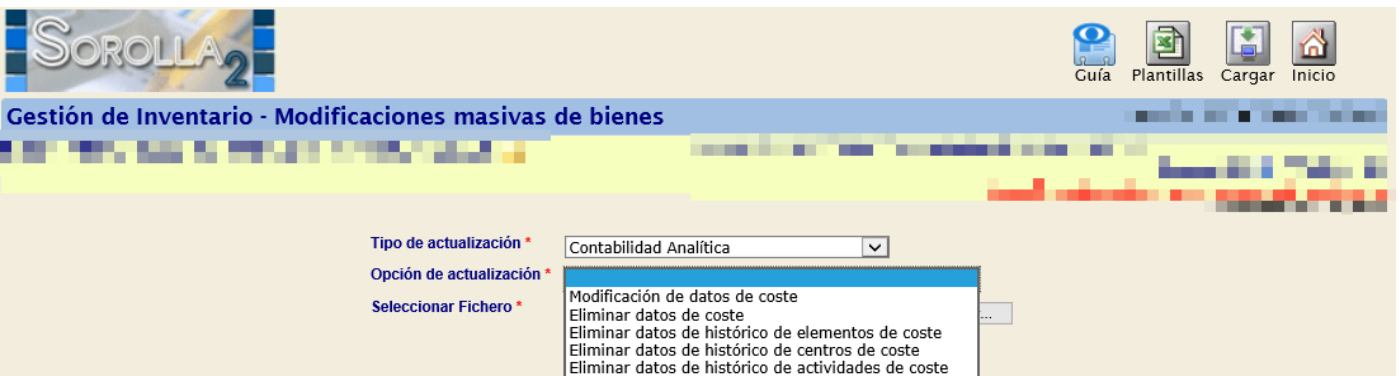 SOROLLA2
Guía Plantillas Cargar Inicio
Gestión de Inventario - Modificaciones masivas de bienes
Tipo de actualización * Contabilidad Analítica
Opción de actualización *
Seleccionar Fichero * ...
Modificación de datos de coste
Eliminar datos de coste
Eliminar datos de histórico de elementos de coste
Eliminar datos de histórico de centros de coste
Eliminar datos de histórico de actividades de coste